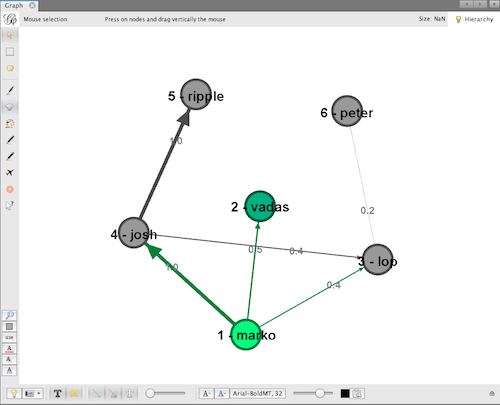 Graph
Mouse selection
Press on nodes and drag vertically the mouse
Size: NaN
Hierarchy
5 - ripple
6 - peter
1.0
2 - vadas
0.2
4 - josh
0.5
0.4
3 - lop
1.0
0.4
1 - marko
size
A
A
A
T
T
A-
A-
Arial-BoldMT, 32